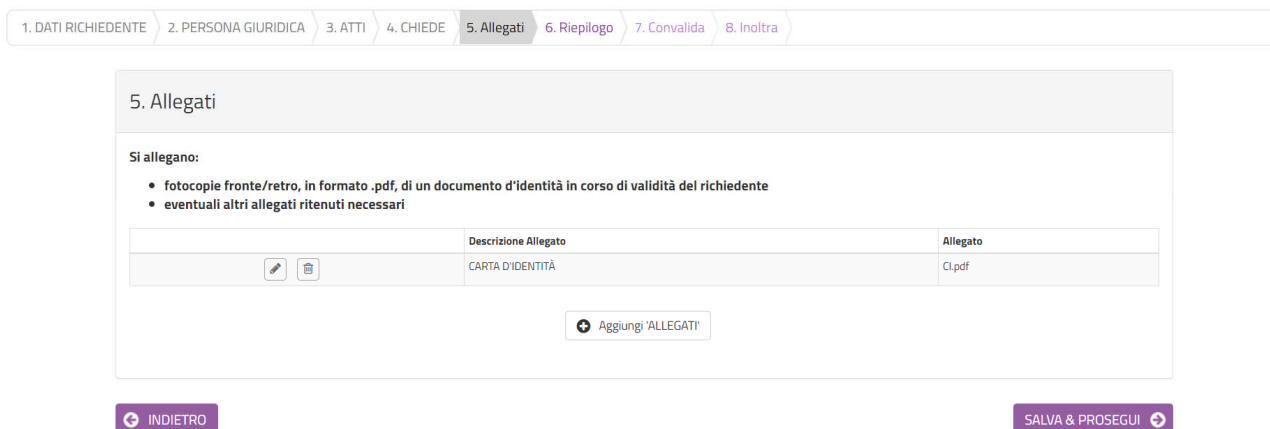 1. DATI RICHIEDENTE 2. PERSONA GIURIDICA 3. ATTI 4. CHIEDE 5. Allegati 6. Riepilogo 7. Convalida 8. Inoltra
5. Allegati
Si allegano:
• fotocopie fronte/retro, in formato .pdf, di un documento d'identità in corso di validità del richiedente
• eventuali altri allegati ritenuti necessari
Descrizione Allegato Allegato
CARTA D'IDENTITÀ CI.pdf
Aggiungi 'ALLEGATI'
INDIETRO SALVA & PROSEGUI